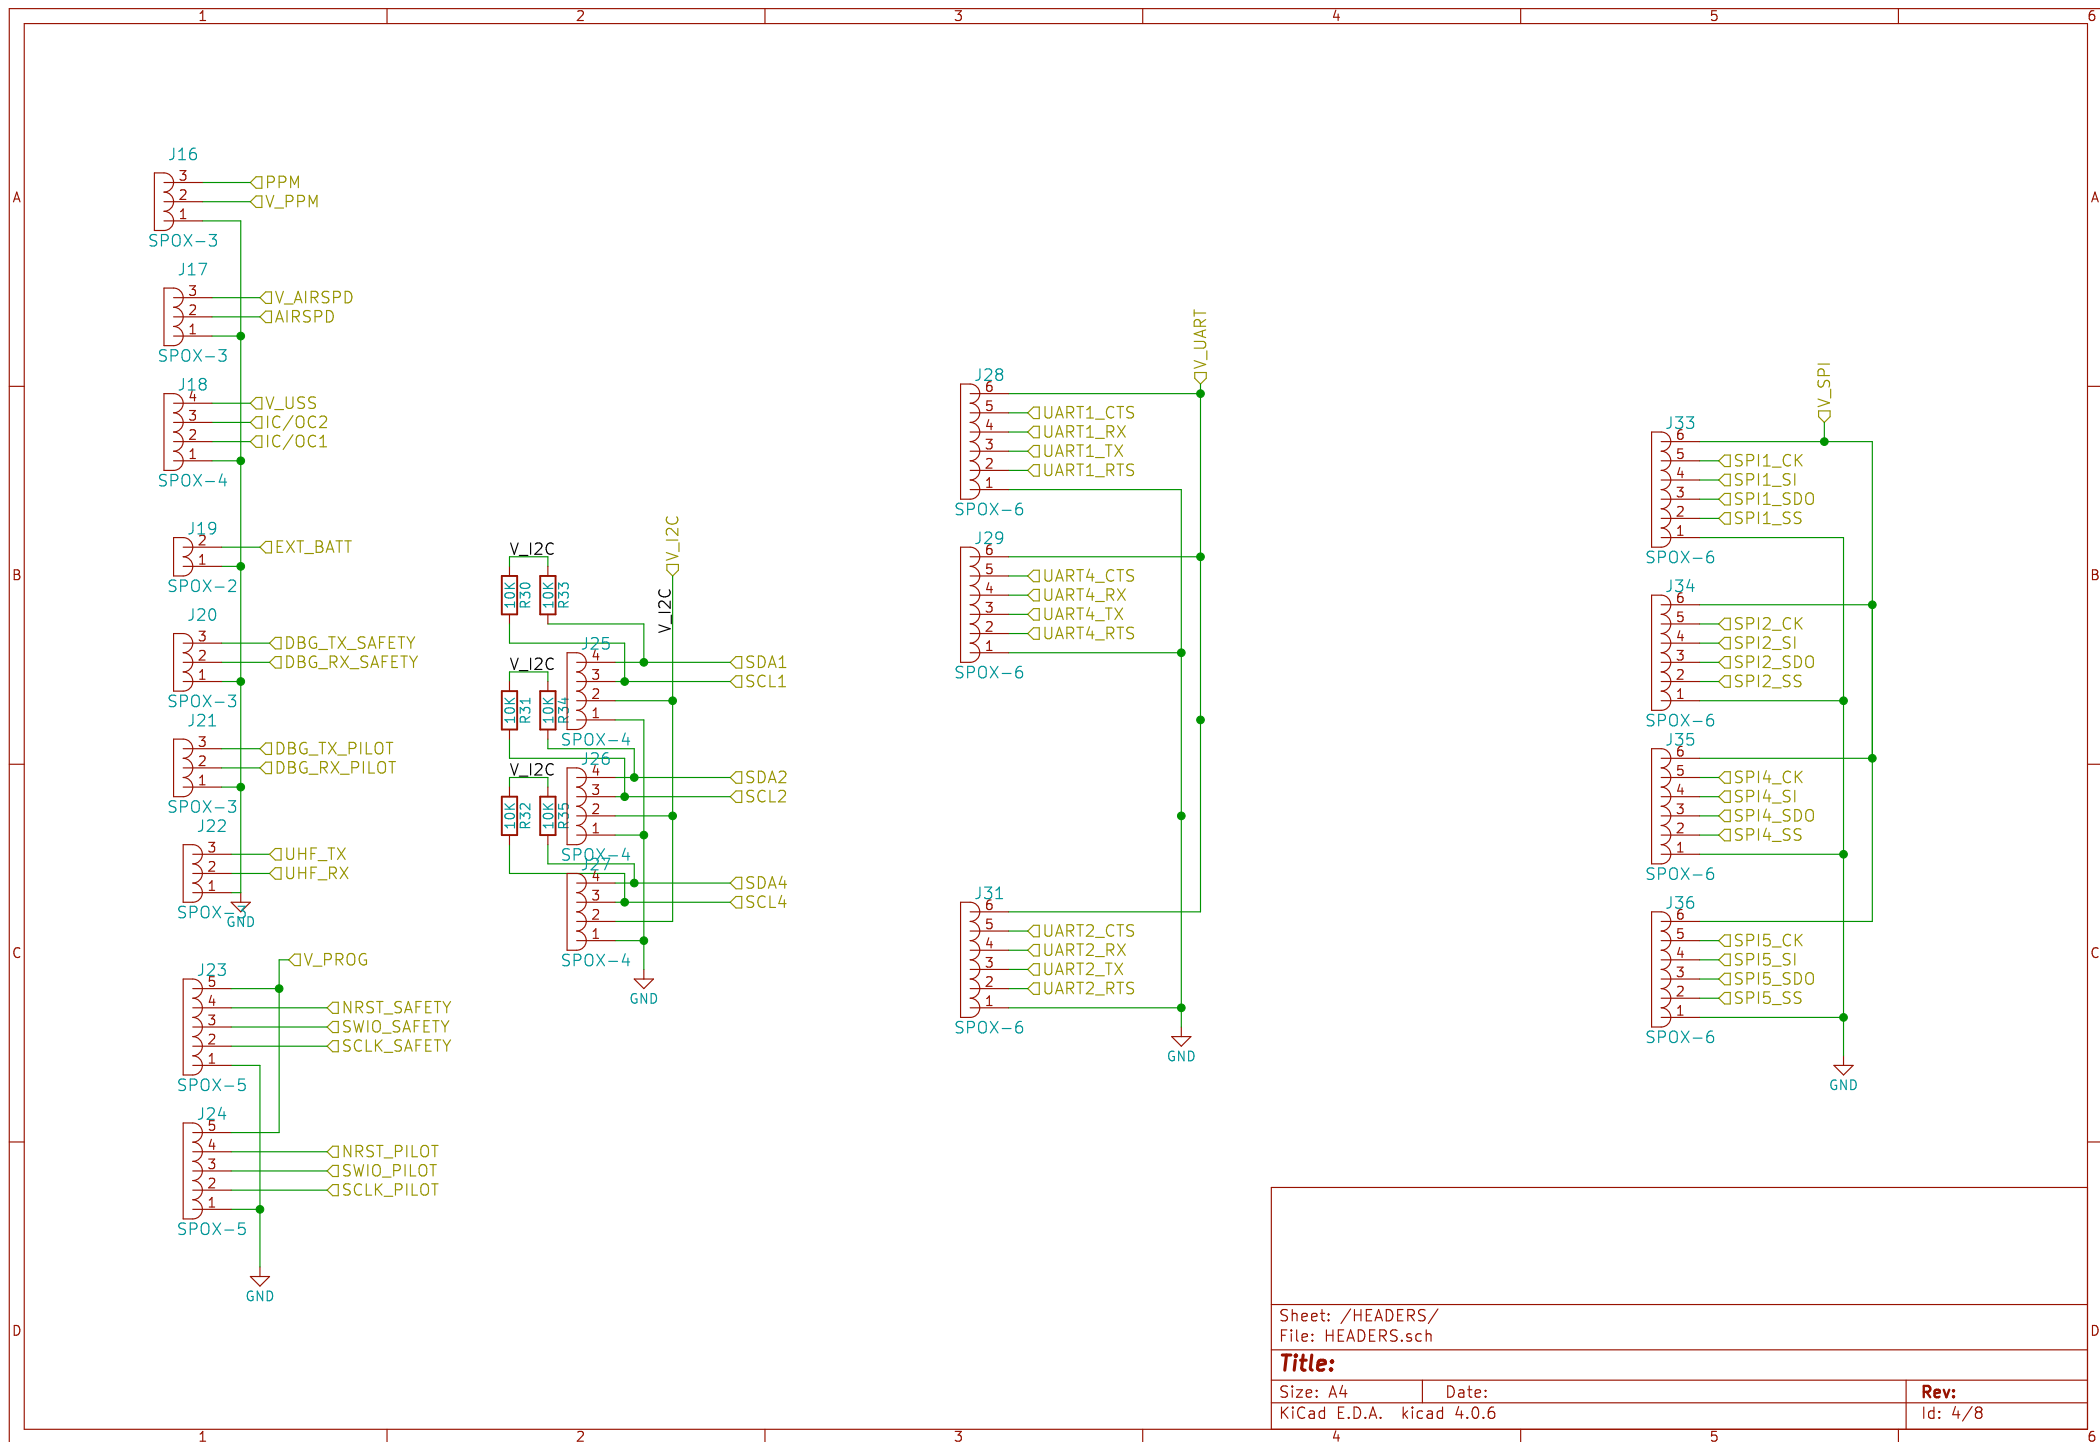 1 2 3 4 5 6
A A
B B
C C
D D
J16
3 PPM
2 V_PPM
1
SPOX-3
J17
3 V_AIRSPD
2 AIRSPD
1
SPOX-3
J18
4 V_USS
3 IC/OC2
2 IC/OC1
1
SPOX-4
J19
2 EXT_BATT
1
SPOX-2
J20
3 DBG_TX_SAFETY
2 DBG_RX_SAFETY
1
SPOX-3
J21
3 DBG_TX_PILOT
2 DBG_RX_PILOT
1
SPOX-3
J22
3 UHF_TX
2 UHF_RX
1
SPOX-3
GND
V_PROG
J23
5
4 NRST_SAFETY
3 SWIO_SAFETY
2 SCLK_SAFETY
1
SPOX-5
J24
5
4 NRST_PILOT
3 SWIO_PILOT
2 SCLK_PILOT
1
SPOX-5
GND
V_I2C
V_I2C
V_I2C
10K R30 10K R33
J25
4 SDA1
3 SCL1
2
1
SPOX-4
V_I2C
10K R31 10K R34
J26
4 SDA2
3 SCL2
2
1
SPOX-4
V_I2C
10K R32 10K R35
J27
4 SDA4
3 SCL4
2
1
SPOX-4
GND
V_UART
J28
6
5 UART1_CTS
4 UART1_RX
3 UART1_TX
2 UART1_RTS
1
SPOX-6
J29
6
5 UART4_CTS
4 UART4_RX
3 UART4_TX
2 UART4_RTS
1
SPOX-6
J31
6
5 UART2_CTS
4 UART2_RX
3 UART2_TX
2 UART2_RTS
1
SPOX-6
GND
V_SPI
J33
6
5 SPI1_CK
4 SPI1_SI
3 SPI1_SDO
2 SPI1_SS
1
SPOX-6
J34
6
5 SPI2_CK
4 SPI2_SI
3 SPI2_SDO
2 SPI2_SS
1
SPOX-6
J35
6
5 SPI4_CK
4 SPI4_SI
3 SPI4_SDO
2 SPI4_SS
1
SPOX-6
J36
6
5 SPI5_CK
4 SPI5_SI
3 SPI5_SDO
2 SPI5_SS
1
SPOX-6
GND
Sheet: /HEADERS/
File: HEADERS.sch
Title:
Size: A4 Date: Rev:
KiCad E.D.A. kicad 4.0.6 Id: 4/8
1 2 3 4 5 6